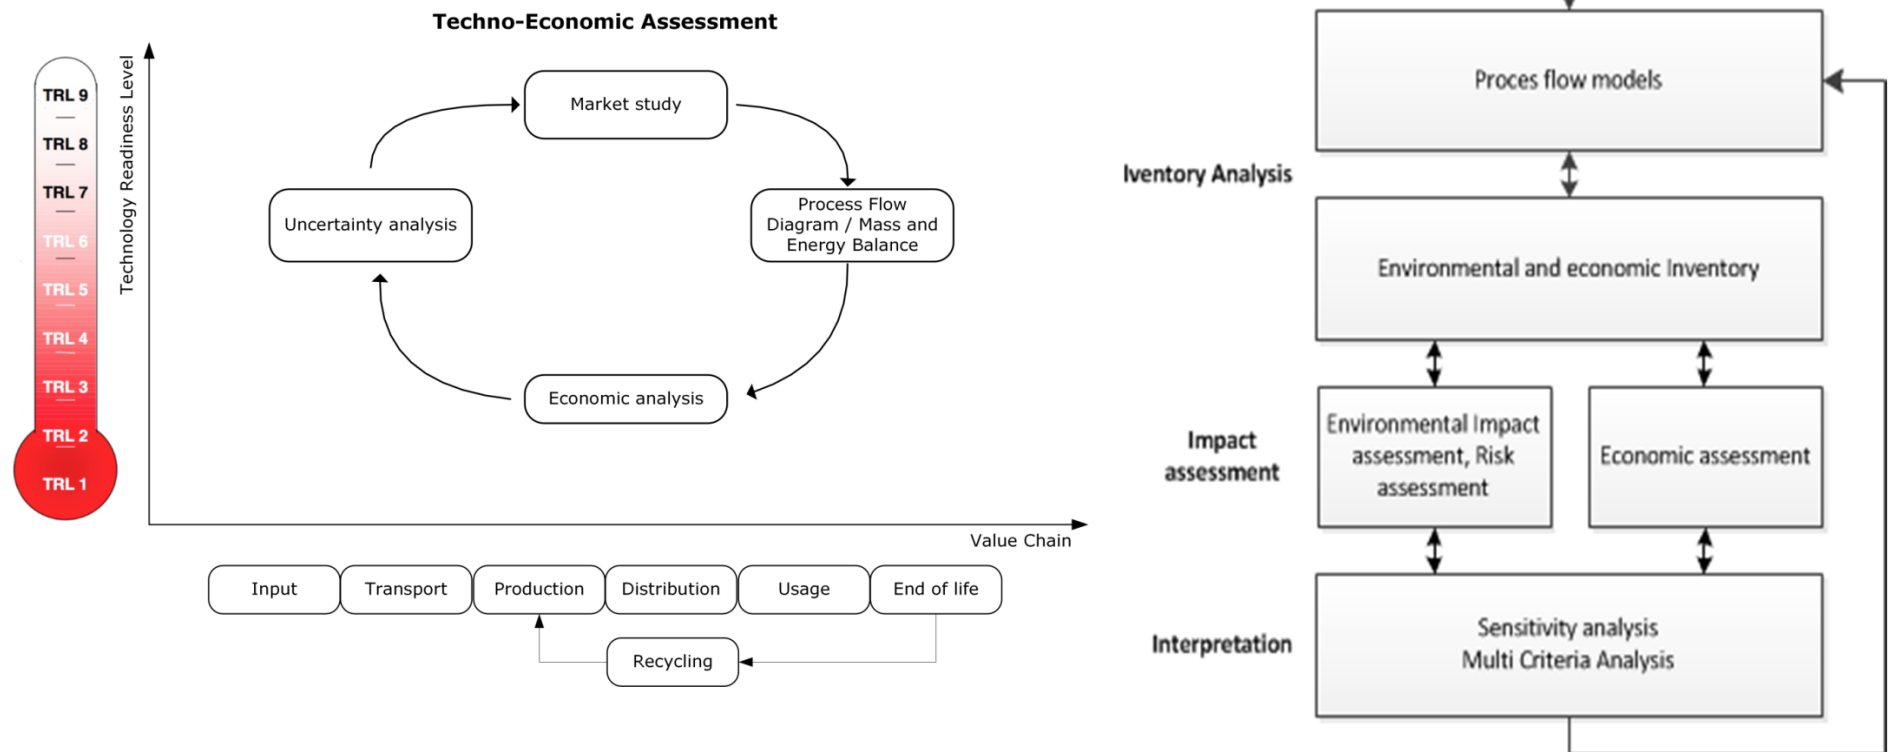 Techno-Economic Assessment
Technology Readiness Level
TRL 9
TRL 8
TRL 7
TRL 6
TRL 5
TRL 4
TRL 3
TRL 2
TRL 1
Market study
Uncertainty analysis
Process Flow
Diagram / Mass and
Energy Balance
Economic analysis
Value Chain
Input
Transport
Production
Distribution
Usage
End of life
Recycling
Proces flow models
Iventory Analysis
Environmental and economic Inventory
Impact
assessment
Environmental Impact
assessment, Risk
assessment
Economic assessment
Interpretation
Sensitivity analysis
Multi Criteria Analysis